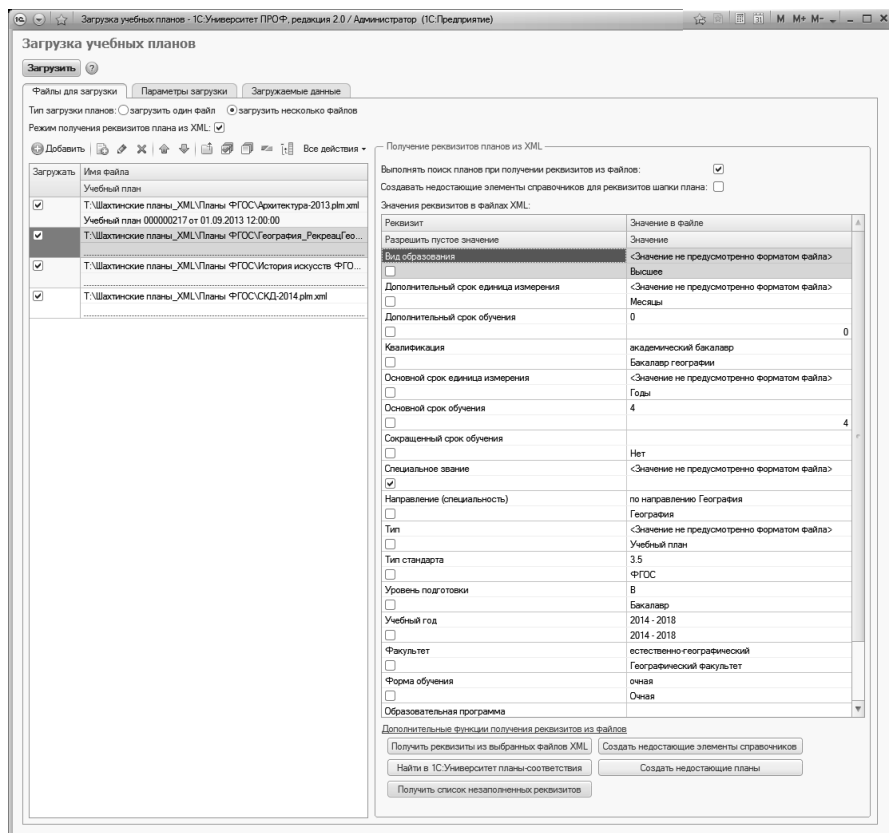 Загрузка учебных планов - 1С:Университет ПРОФ, редакция 2.0 / Администратор (1С:Предприятие)
M M+ M-
Загрузка учебных планов
Загрузить ?
Файлы для загрузки Параметры загрузки Загружаемые данные
Тип загрузки планов: загрузить один файл загрузить несколько файлов
Режим получения реквизитов плана из XML:
Добавить Все действия
Загружать Имя файла
Учебный план
T:\Шахтинские планы_XML\Планы ФГОС\Архитектура-2013.plm.xml
Учебный план 000000217 от 01.09.2013 12:00:00
T:\Шахтинские планы_XML\Планы ФГОС\География_РекреацГео...
T:\Шахтинские планы_XML\Планы ФГОС\История искусств ФГО...
T:\Шахтинские планы_XML\Планы ФГОС\СКД-2014.plm.xml
Получение реквизитов планов из XML
Выполнять поиск планов при получении реквизитов из файлов:
Создавать недостающие элементы справочников для реквизитов шапки плана:
Значения реквизитов в файлах XML:
Реквизит Значение в файле
Разрешить пустое значение Значение
Вид образования <Значение не предусмотренно форматом файла>
Высшее
Дополнительный срок единица измерения <Значение не предусмотренно форматом файла>
Месяцы
Дополнительный срок обучения 0
0
Квалификация академический бакалавр
Бакалавр географии
Основной срок единица измерения <Значение не предусмотренно форматом файла>
Годы
Основной срок обучения 4
4
Сокращенный срок обучения
Нет
Специальное звание <Значение не предусмотренно форматом файла>
Направление (специальность) по направлению География
География
Тип <Значение не предусмотренно форматом файла>
Учебный план
Тип стандарта 3.5
ФГОС
Уровень подготовки B
Бакалавр
Учебный год 2014 - 2018
2014 - 2018
Факультет естественно-географический
Географический факультет
Форма обучения очная
Очная
Образовательная программа
Дополнительные функции получения реквизитов из файлов
Получить реквизиты из выбранных файлов XML Создать недостающие элементы справочников
Найти в 1С:Университет планы-соответствия Создать недостающие планы
Получить список незаполненных реквизитов